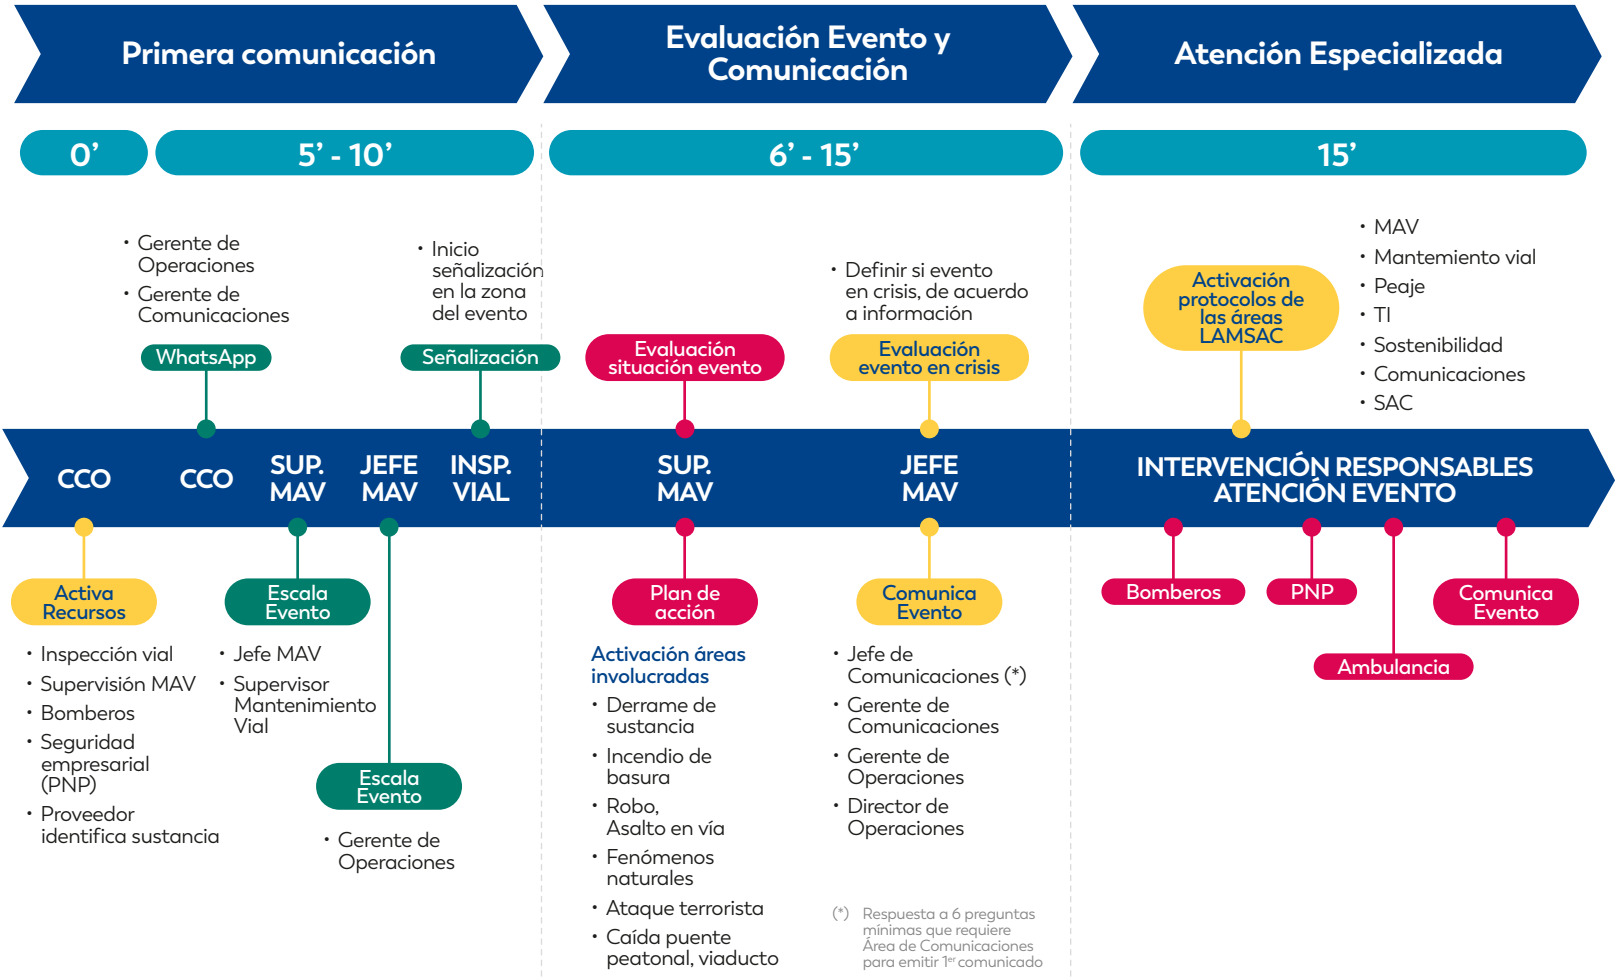 Primera comunicación
Evaluación Evento y
Comunicación
Atención Especializada
0’
5’ - 10’
6’ - 15’
15’
· Gerente de
Operaciones
· Gerente de
Comunicaciones
WhatsApp
· Inicio
señalización
en la zona
del evento
Señalización
Evaluación
situación evento
· Definir si evento
en crisis, de acuerdo
a información
Evaluación
evento en crisis
Activación
protocolos de
las áreas
LAMSAC
· MAV
· Mantemiento vial
· Peaje
· TI
· Sostenibilidad
· Comunicaciones
· SAC
CCO
CCO
SUP.
MAV
JEFE
MAV
INSP.
VIAL
SUP.
MAV
JEFE
MAV
INTERVENCIÓN RESPONSABLES
ATENCIÓN EVENTO
Activa
Recursos
· Inspección vial
· Supervisión MAV
· Bomberos
· Seguridad
empresarial
(PNP)
· Proveedor
identifica sustancia
Escala
Evento
· Jefe MAV
· Supervisor
Mantenimiento
Vial
Escala
Evento
· Gerente de
Operaciones
Plan de
acción
Activación áreas
involucradas
· Derrame de
sustancia
· Incendio de
basura
· Robo,
Asalto en vía
· Fenómenos
naturales
· Ataque terrorista
· Caída puente
peatonal, viaducto
Comunica
Evento
· Jefe de
Comunicaciones (*)
· Gerente de
Comunicaciones
· Gerente de
Operaciones
· Director de
Operaciones
(*) Respuesta a 6 preguntas
mínimas que requiere
Área de Comunicaciones
para emitir 1er comunicado
Bomberos
PNP
Ambulancia
Comunica
Evento